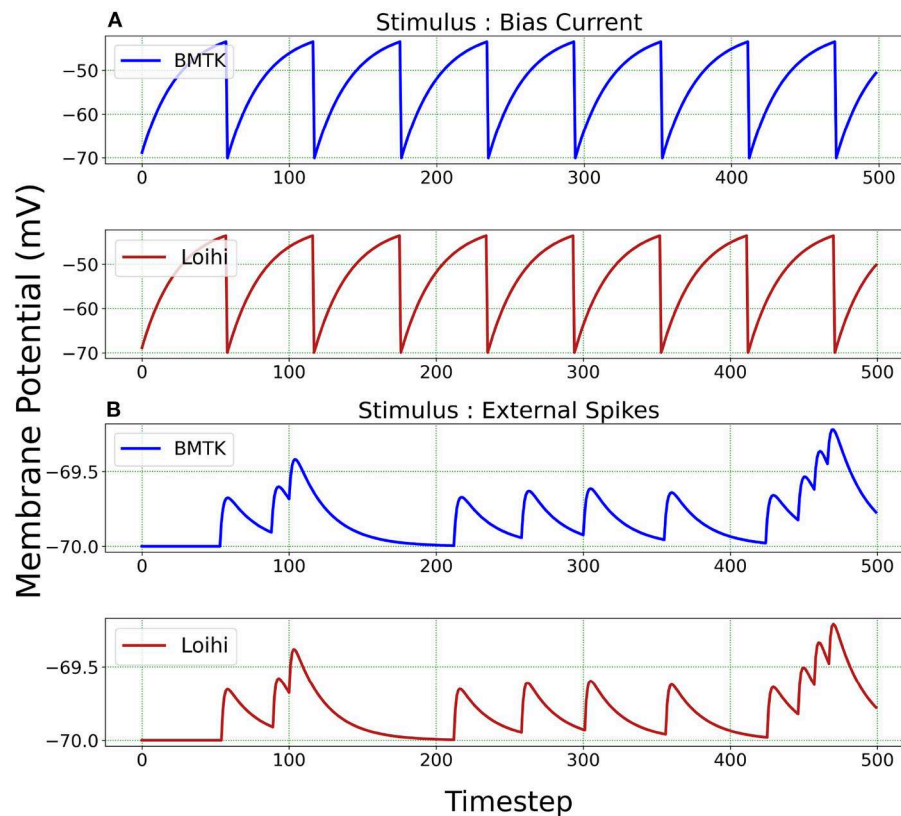 A
Stimulus : Bias Current
BMTK
−50
−60
−70
0 100 200 300 400 500
Loihi
−50
−60
−70
0 100 200 300 400 500
Membrane Potential (mV)
B
Stimulus : External Spikes
BMTK
−69.5
−70.0
0 100 200 300 400 500
Loihi
−69.5
−70.0
0 100 200 300 400 500
Timestep